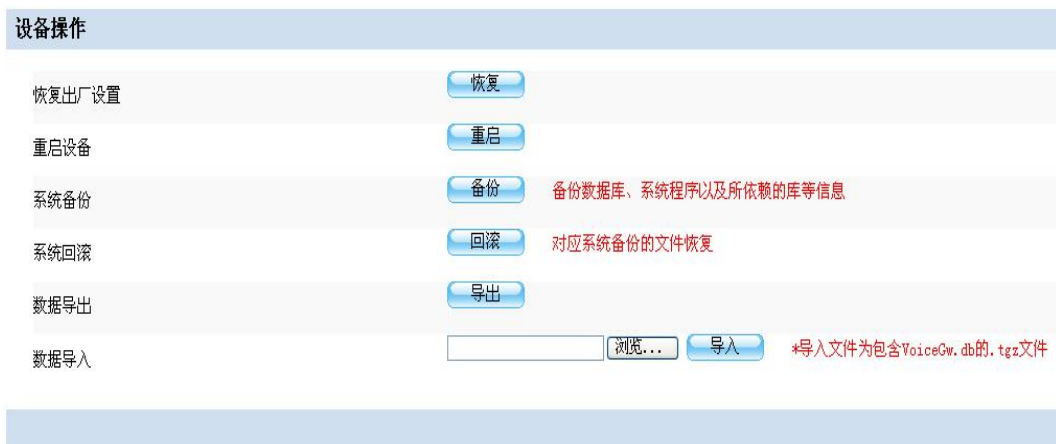 设备操作
恢复出厂设置 恢复
重启设备 重启
系统备份 备份 备份数据库、系统程序以及所依赖的库等信息
系统回滚 回滚 对应系统备份的文件恢复
数据导出 导出
数据导入 浏览... 导入 *导入文件为包含VoiceGw.db的.tgz文件